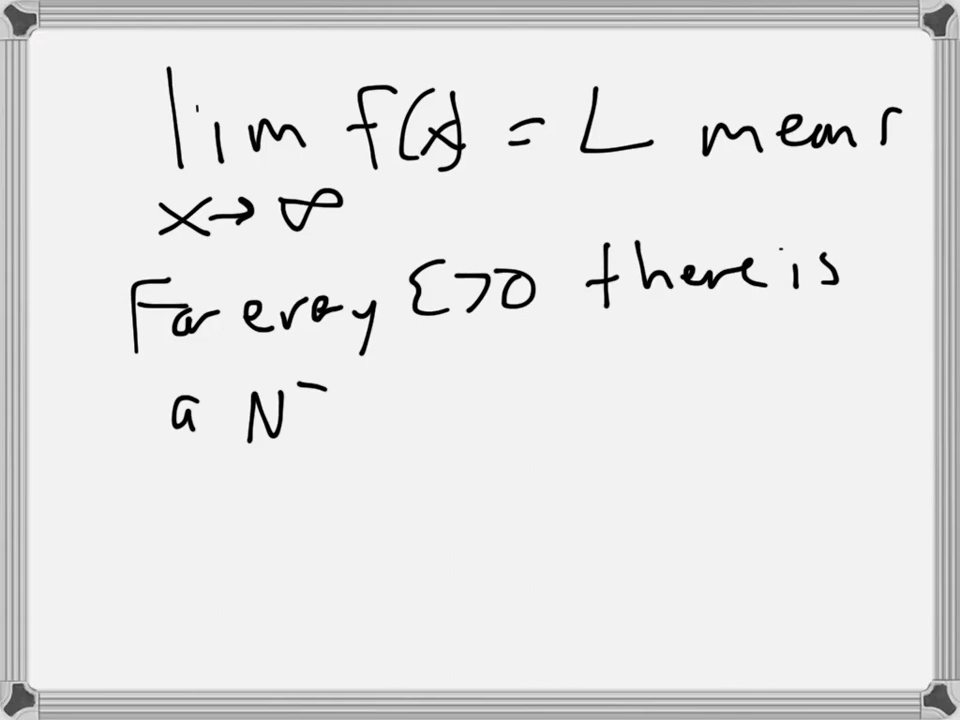 lim f(x) = L means
x→∞
For every ε>0 there is
a N